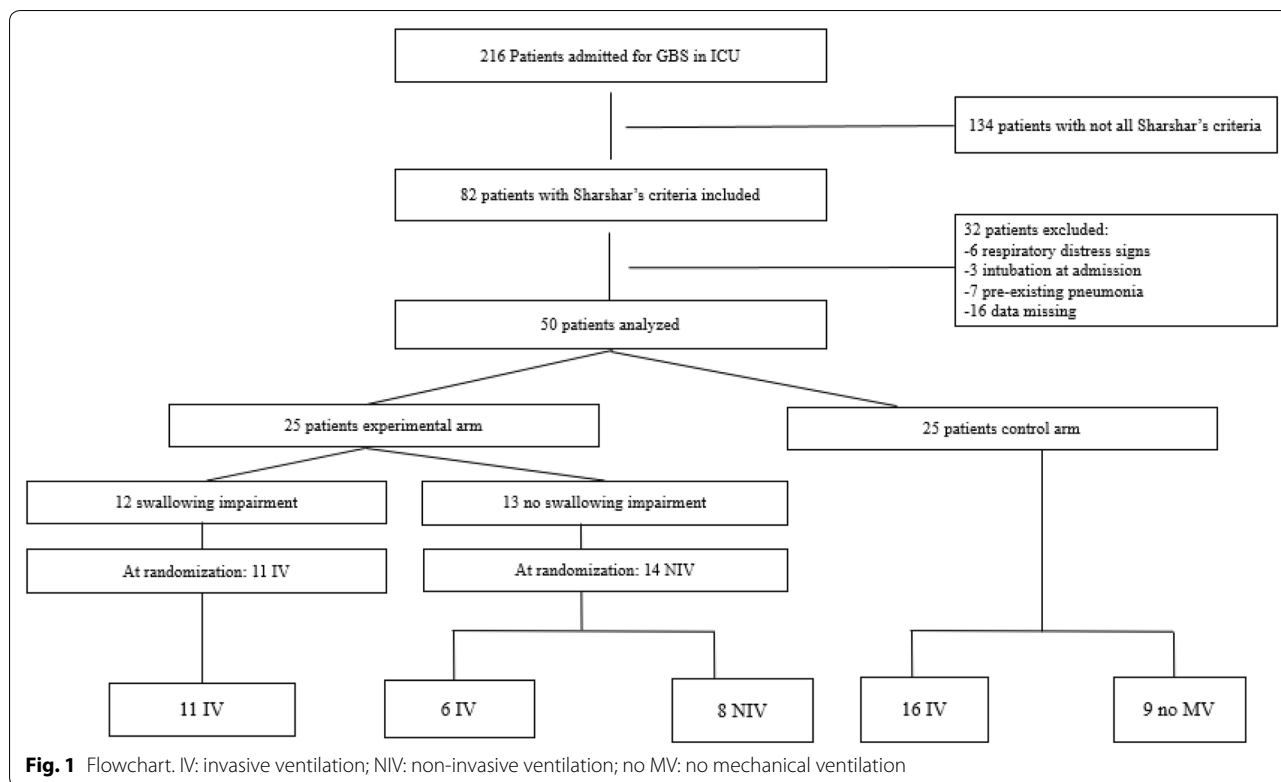 216 Patients admitted for GBS in ICU
134 patients with not all Sharshar's criteria
82 patients with Sharshar's criteria included
32 patients excluded:
-6 respiratory distress signs
-3 intubation at admission
-7 pre-existing pneumonia
-16 data missing
50 patients analyzed
25 patients experimental arm
25 patients control arm
12 swallowing impairment
13 no swallowing impairment
At randomization: 11 IV
At randomization: 14 NIV
11 IV
6 IV
8 NIV
16 IV
9 no MV
Fig. 1 Flowchart. IV: invasive ventilation; NIV: non-invasive ventilation; no MV: no mechanical ventilation